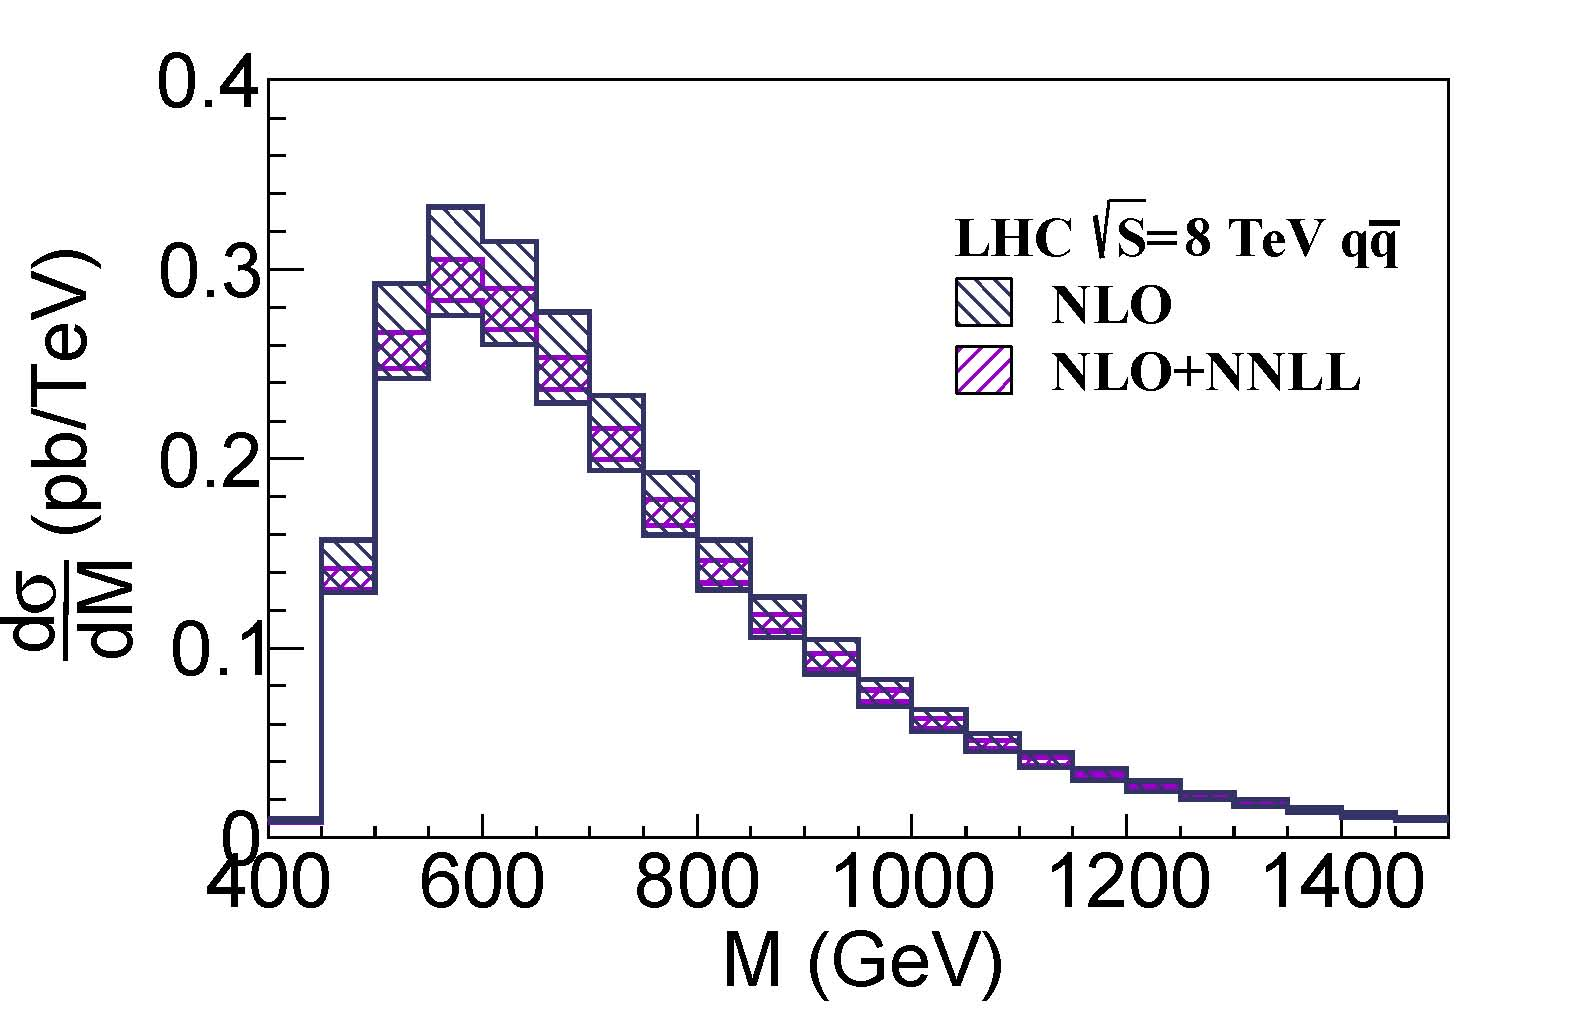 0.4
0.3
0.2
0.1
0
400 600 800 1000 1200 1400
M (GeV)
dσ/dM (pb/TeV)
LHC √S=8 TeV qq̅
NLO
NLO+NNLL